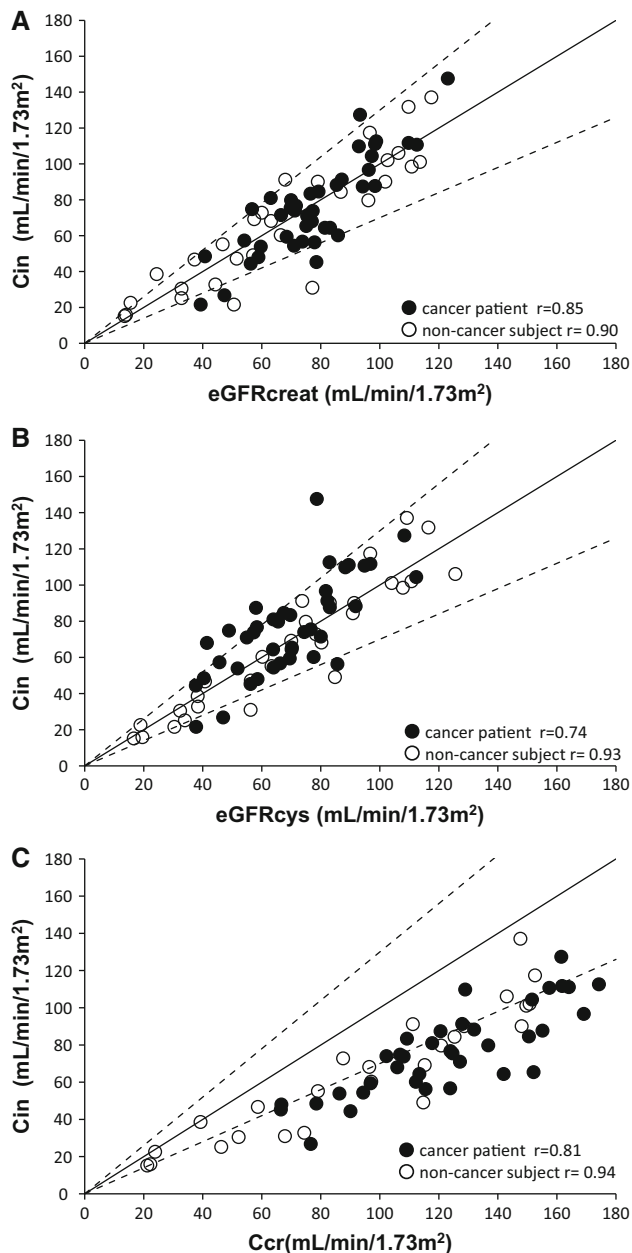 A
180
160
140
120
100
80
60
40
20
0
Cin (mL/min/1.73m²)
cancer patient r=0.85
non-cancer subject r= 0.90
0 20 40 60 80 100 120 140 160 180
eGFRcreat (mL/min/1.73m²)
B
180
160
140
120
100
80
60
40
20
0
Cin (mL/min/1.73m²)
cancer patient r=0.74
non-cancer subject r= 0.93
0 20 40 60 80 100 120 140 160 180
eGFRcys (mL/min/1.73m²)
C
180
160
140
120
100
80
60
40
20
0
Cin (mL/min/1.73m²)
cancer patient r=0.81
non-cancer subject r= 0.94
0 20 40 60 80 100 120 140 160 180
Ccr(mL/min/1.73m²)